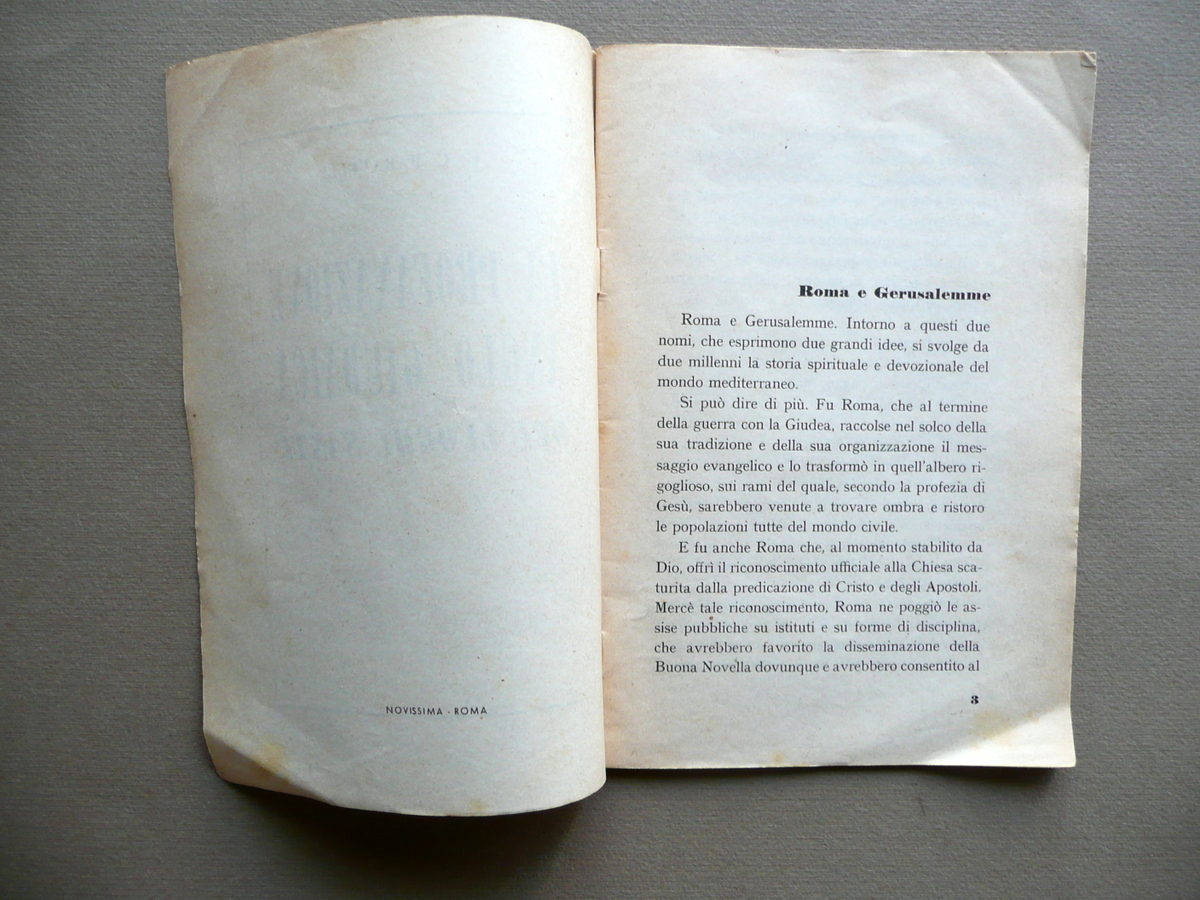 NOVISSIMA - ROMA
Roma e Gerusalemme
Roma e Gerusalemme. Intorno a questi due
nomi, che esprimono due grandi idee, si svolge da
due millenni la storia spirituale e devozionale del
mondo mediterraneo.
Si può dire di più. Fu Roma, che al termine
della guerra con la Giudea, raccolse nel solco della
sua tradizione e della sua organizzazione il mes-
saggio evangelico e lo trasformò in quell'albero ri-
goglioso, sui rami del quale, secondo la profezia di
Gesù, sarebbero venute a trovare ombra e ristoro
le popolazioni tutte del mondo civile.
E fu anche Roma che, al momento stabilito da
Dio, offrì il riconoscimento ufficiale alla Chiesa sca-
turita dalla predicazione di Cristo e degli Apostoli.
Mercè tale riconoscimento, Roma ne poggiò le as-
sise pubbliche su istituti e su forme di disciplina,
che avrebbero favorito la disseminazione della
Buona Novella dovunque e avrebbero consentito al
3